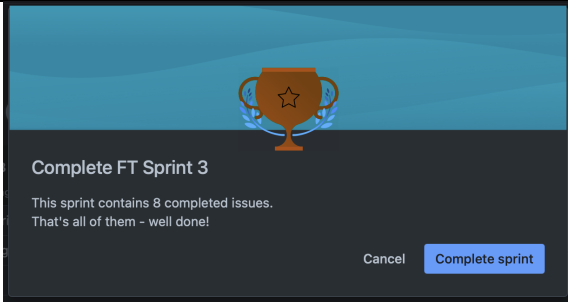 Complete FT Sprint 3
This sprint contains 8 completed issues.
That's all of them - well done!
Cancel
Complete sprint